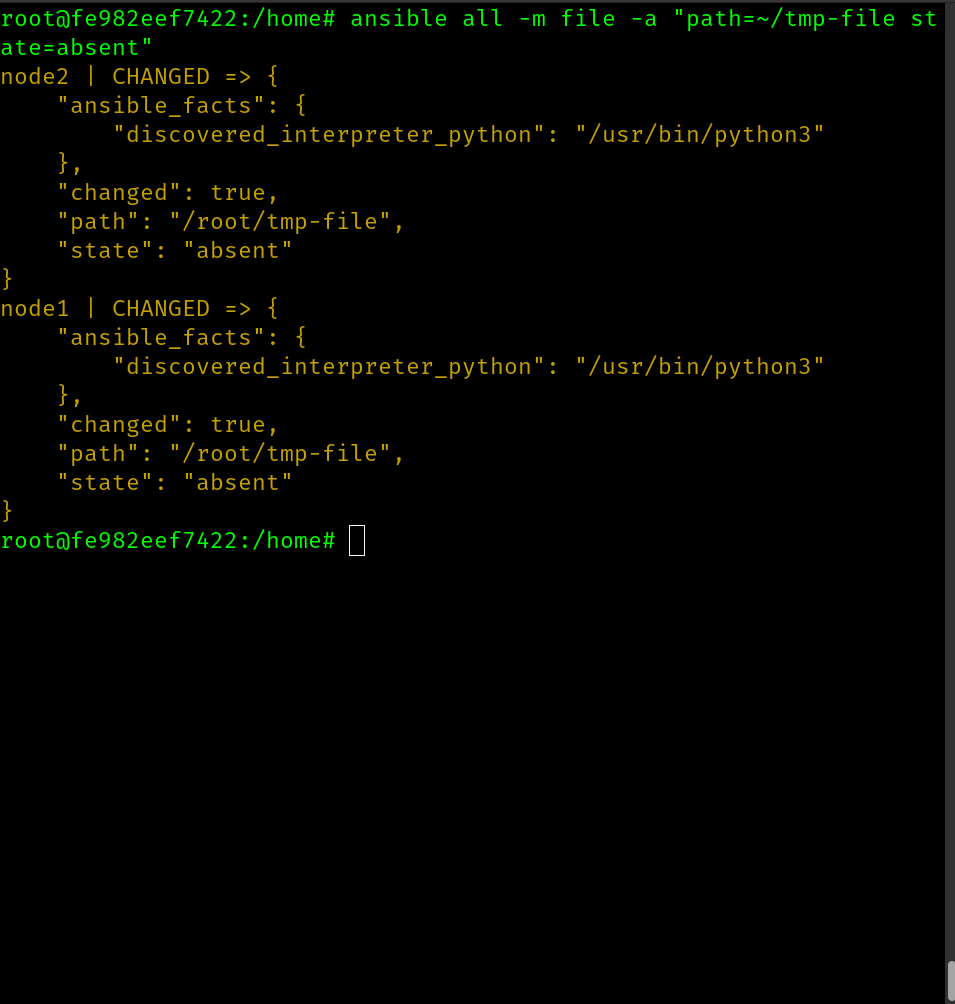 root@fe982eef7422:/home# ansible all -m file -a "path=~/tmp-file st
ate=absent"
node2 | CHANGED => {
    "ansible_facts": {
        "discovered_interpreter_python": "/usr/bin/python3"
    },
    "changed": true,
    "path": "/root/tmp-file",
    "state": "absent"
}
node1 | CHANGED => {
    "ansible_facts": {
        "discovered_interpreter_python": "/usr/bin/python3"
    },
    "changed": true,
    "path": "/root/tmp-file",
    "state": "absent"
}
root@fe982eef7422:/home#